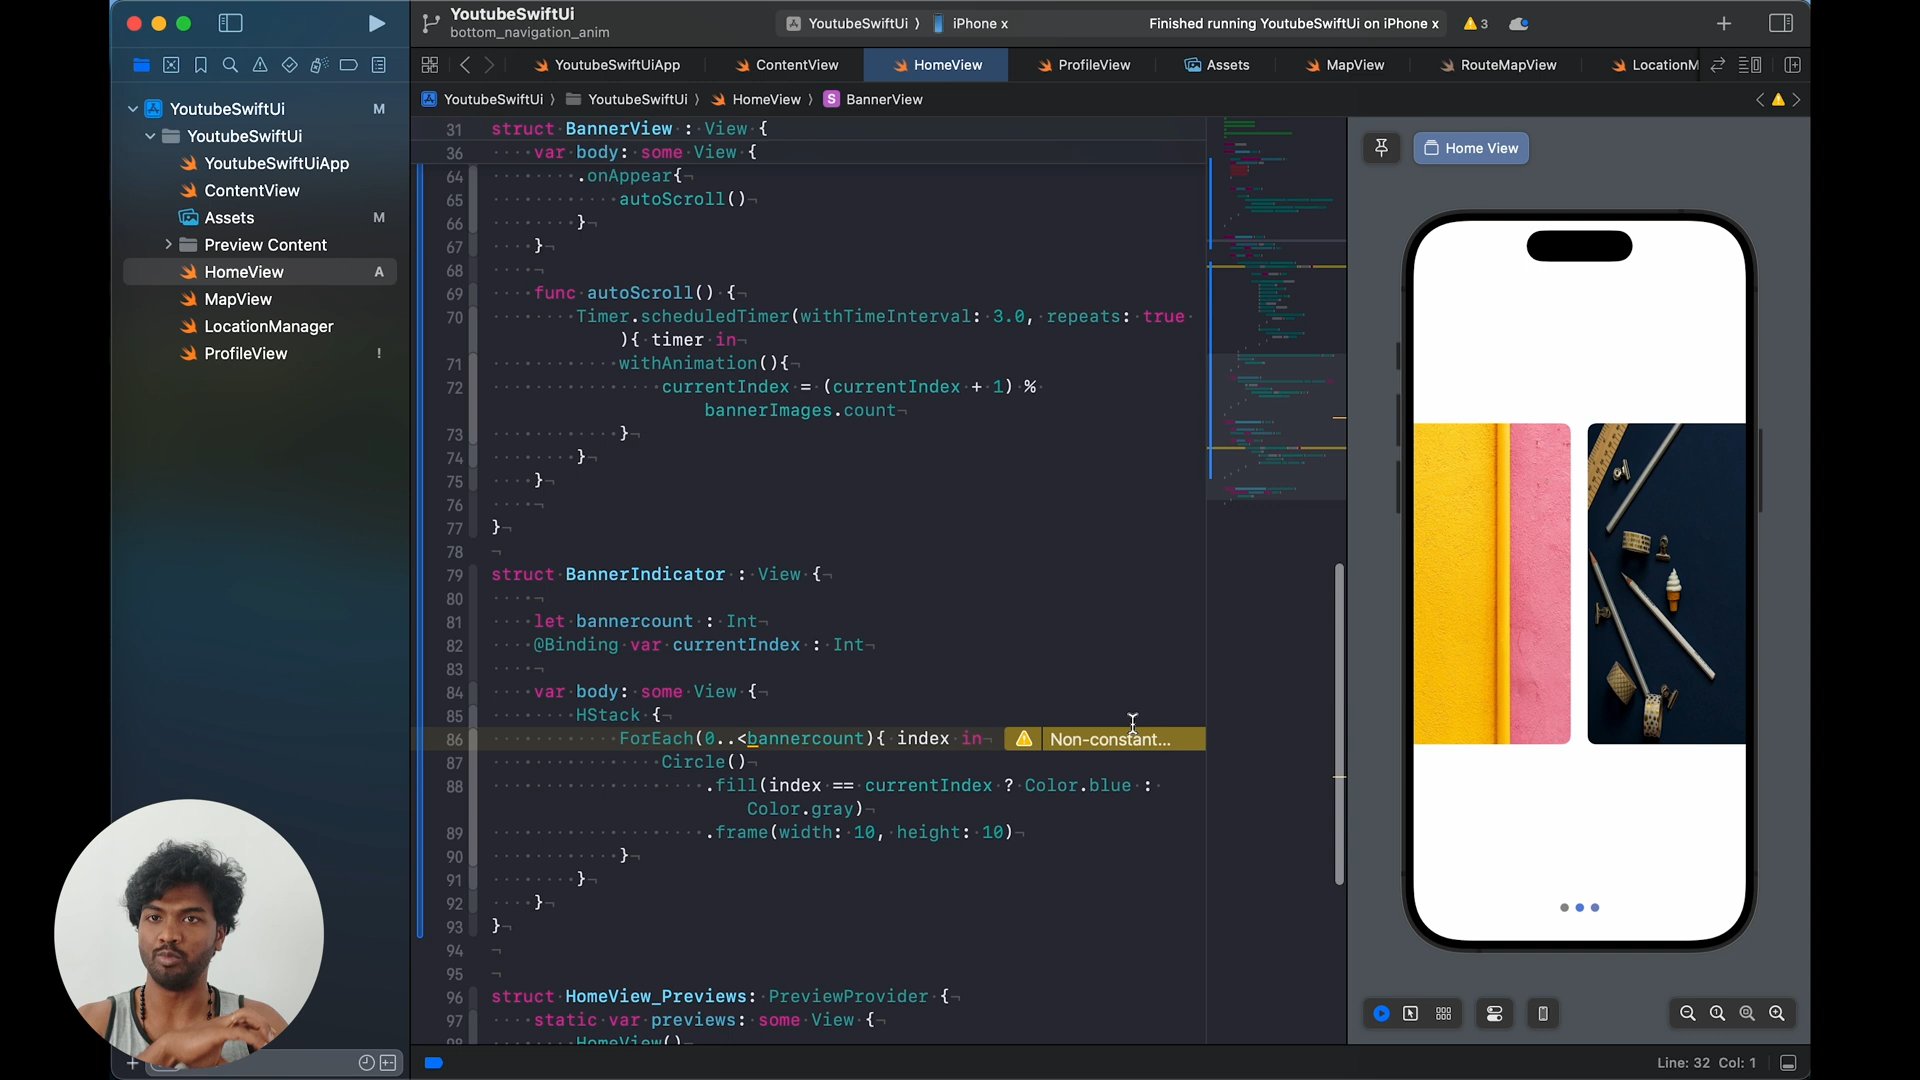 YoutubeSwiftUi
bottom_navigation_anim
YoutubeSwiftUi 〉 iPhone x
Finished running YoutubeSwiftUi on iPhone x
3
YoutubeSwiftUiApp
ContentView
HomeView
ProfileView
Assets
MapView
RouteMapView
LocationM
YoutubeSwiftUi 〉 YoutubeSwiftUi 〉 HomeView 〉 S BannerView
YoutubeSwiftUi M
YoutubeSwiftUi
YoutubeSwiftUiApp
ContentView
Assets M
Preview Content
HomeView A
MapView
LocationManager
ProfileView !
31 struct BannerView : View {
36 var body: some View {
64 .onAppear{
65 autoScroll()
66 }
67 }
68
69 func autoScroll() {
70 Timer.scheduledTimer(withTimeInterval: 3.0, repeats: true
){ timer in
71 withAnimation(){
72 currentIndex = (currentIndex + 1) %
bannerImages.count
73 }
74 }
75 }
76
77 }
78
79 struct BannerIndicator : View {
80
81 let bannercount : Int
82 @Binding var currentIndex : Int
83
84 var body: some View {
85 HStack {
86 ForEach(0..<bannercount){ index in Non-constant...
87 Circle()
88 .fill(index == currentIndex ? Color.blue :
Color.gray)
89 .frame(width: 10, height: 10)
90 }
91 }
92 }
93 }
94
95
96 struct HomeView_Previews: PreviewProvider {
97 static var previews: some View {
98 HomeView()
Home View
Line: 32 Col: 1